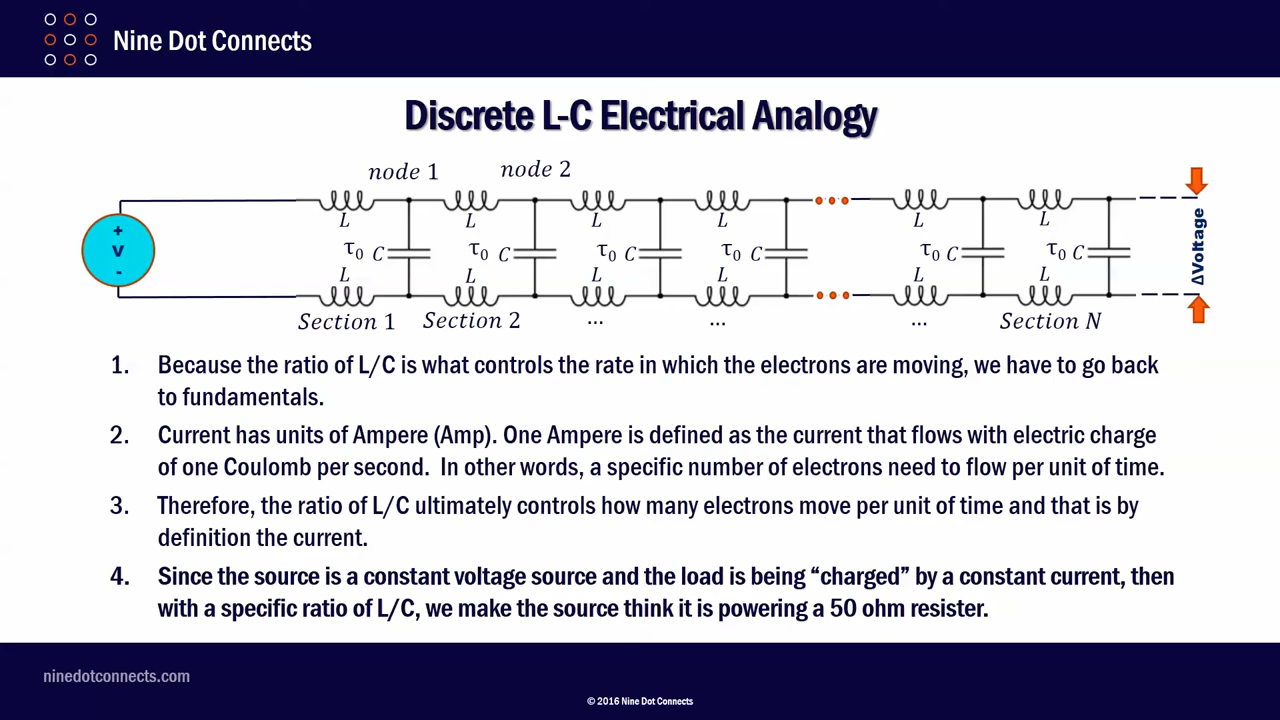 Nine Dot Connects
Discrete L-C Electrical Analogy
node 1 node 2
L L L L L L
+
V
-
τ0 C τ0 C τ0 C τ0 C τ0 C τ0 C
ΔVoltage
L L L L L L
Section 1 Section 2 ... ... ... Section N
1. Because the ratio of L/C is what controls the rate in which the electrons are moving, we have to go back
to fundamentals.
2. Current has units of Ampere (Amp). One Ampere is defined as the current that flows with electric charge
of one Coulomb per second. In other words, a specific number of electrons need to flow per unit of time.
3. Therefore, the ratio of L/C ultimately controls how many electrons move per unit of time and that is by
definition the current.
4. Since the source is a constant voltage source and the load is being “charged” by a constant current, then
with a specific ratio of L/C, we make the source think it is powering a 50 ohm resister.
ninedotconnects.com
© 2016 Nine Dot Connects